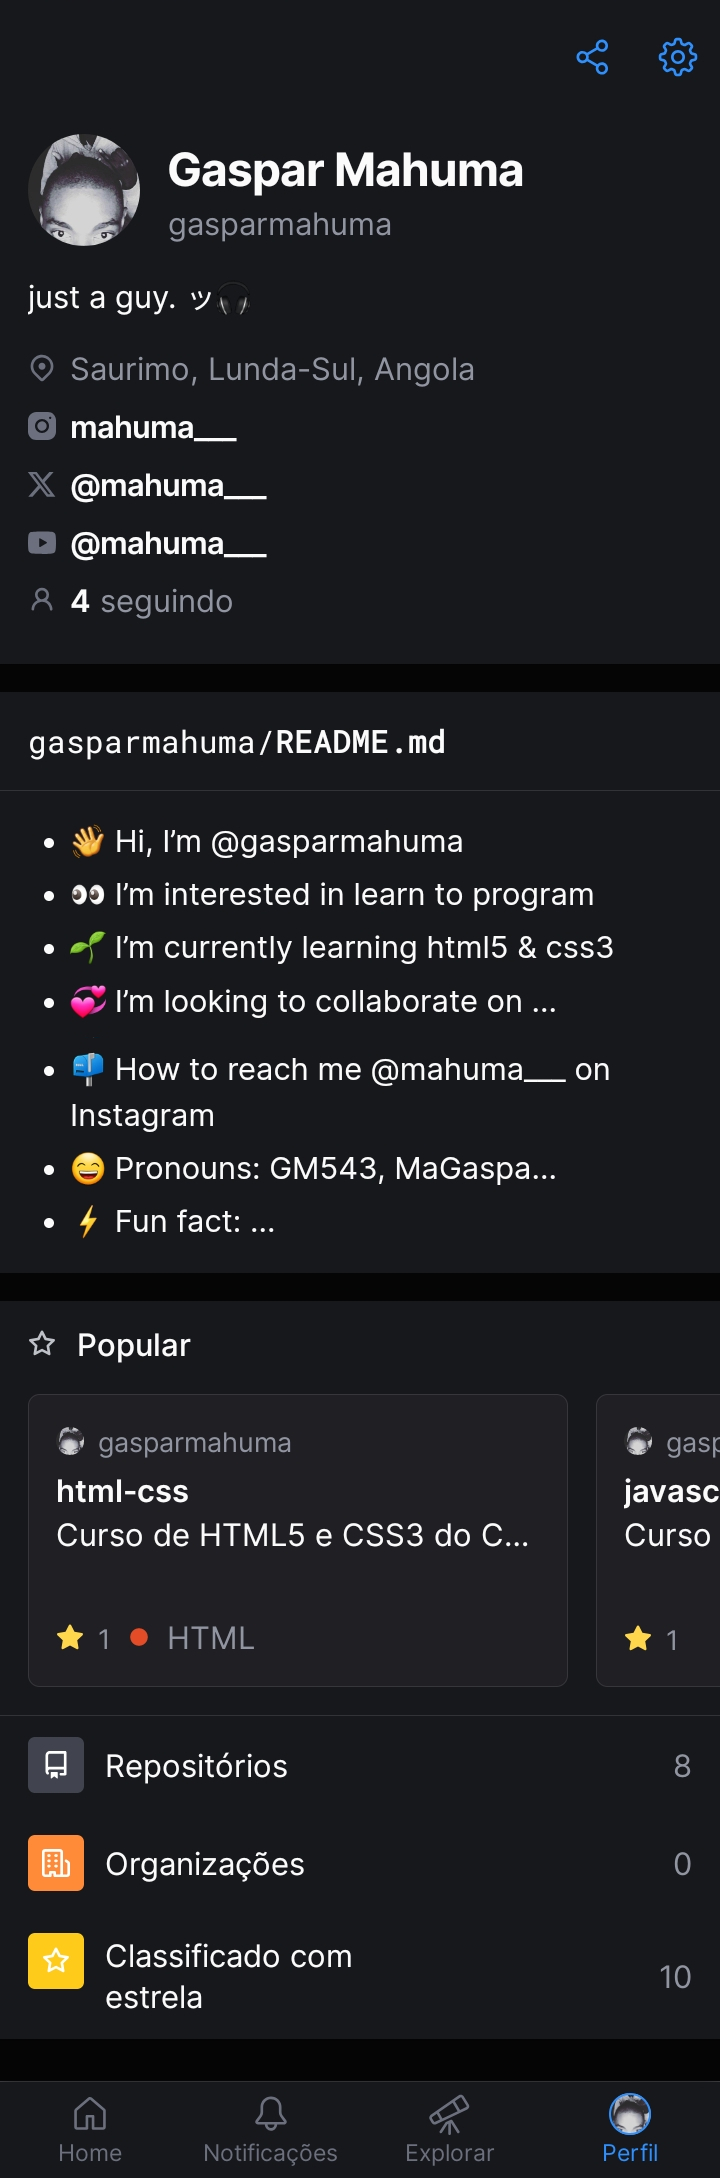 Gaspar Mahuma
gasparmahuma
just a guy. ッ🎧
Saurimo, Lunda-Sul, Angola
mahuma___
@mahuma___
@mahuma___
4 seguindo
gasparmahuma/README.md
• 👋 Hi, I’m @gasparmahuma
• 👀 I’m interested in learn to program
• 🌱 I’m currently learning html5 & css3
• 💞️ I’m looking to collaborate on ...
• 📫 How to reach me @mahuma___ on
Instagram
• 😄 Pronouns: GM543, MaGaspa...
• ⚡ Fun fact: ...
Popular
gasparmahuma
html-css
Curso de HTML5 e CSS3 do C...
1 HTML
gasp
javasc
Curso
1
Repositórios 8
Organizações 0
Classificado com
estrela 10
Home Notificações Explorar Perfil